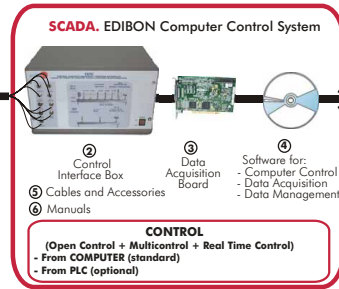 SCADA. EDIBON Computer Control System
2
Control
Interface Box
3
Data
Acquisition
Board
4
Software for:
- Computer Control
- Data Acquisition
- Data Management
5 Cables and Accessories
6 Manuals
CONTROL
(Open Control + Multicontrol + Real Time Control)
- From COMPUTER (standard)
- From PLC (optional)